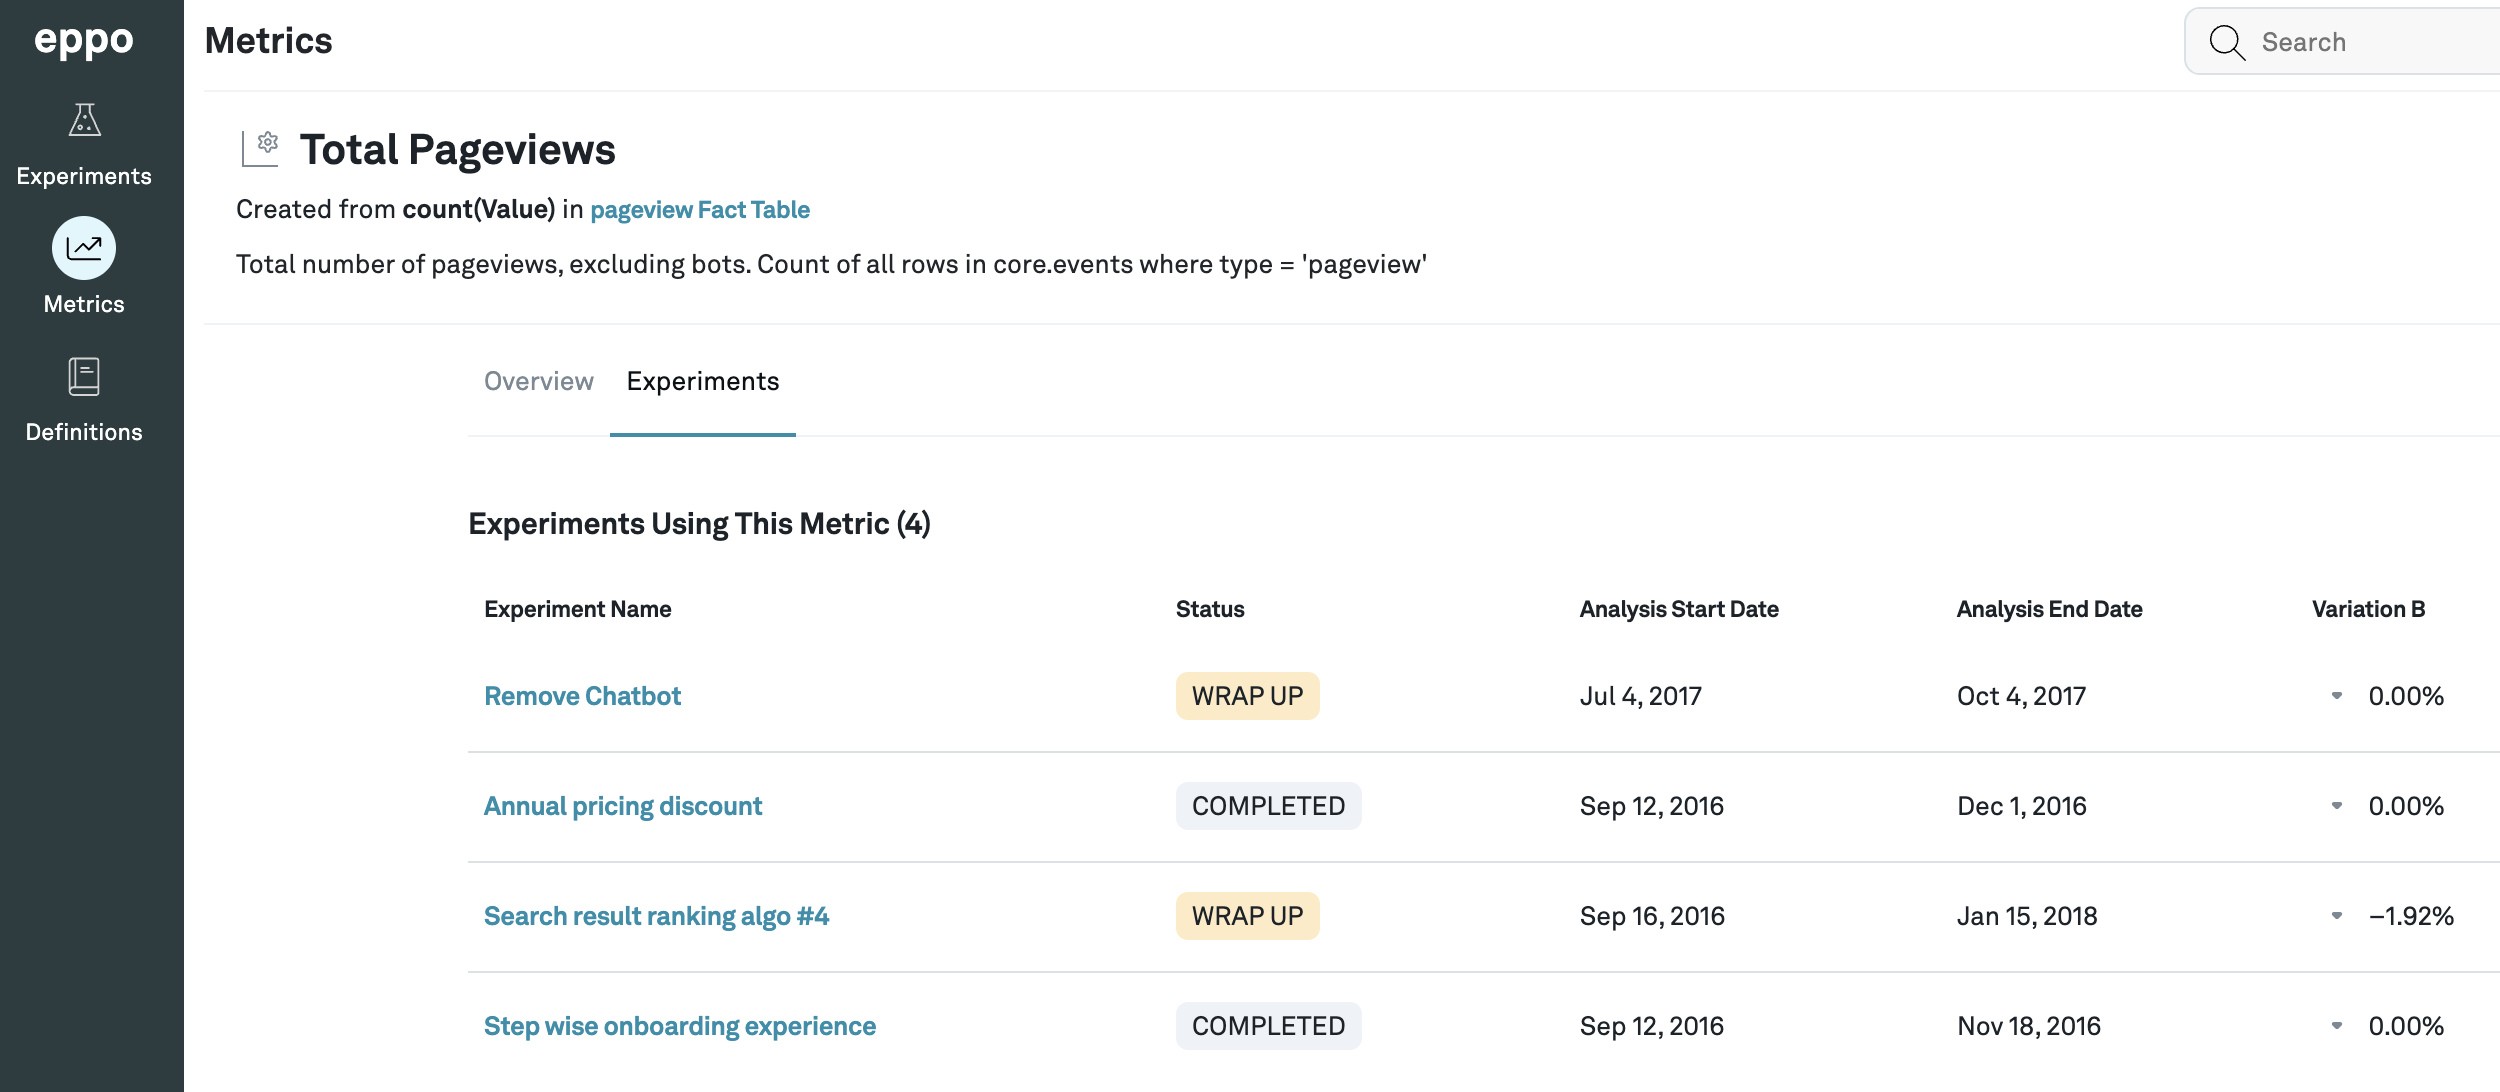 eppo
Experiments
Metrics
Definitions
Metrics
Search
Total Pageviews
Created from count(Value) in pageview Fact Table
Total number of pageviews, excluding bots. Count of all rows in core.events where type = 'pageview'
Overview Experiments
Experiments Using This Metric (4)
Experiment Name Status Analysis Start Date Analysis End Date Variation B
Remove Chatbot WRAP UP Jul 4, 2017 Oct 4, 2017 0.00%
Annual pricing discount COMPLETED Sep 12, 2016 Dec 1, 2016 0.00%
Search result ranking algo #4 WRAP UP Sep 16, 2016 Jan 15, 2018 –1.92%
Step wise onboarding experience COMPLETED Sep 12, 2016 Nov 18, 2016 0.00%